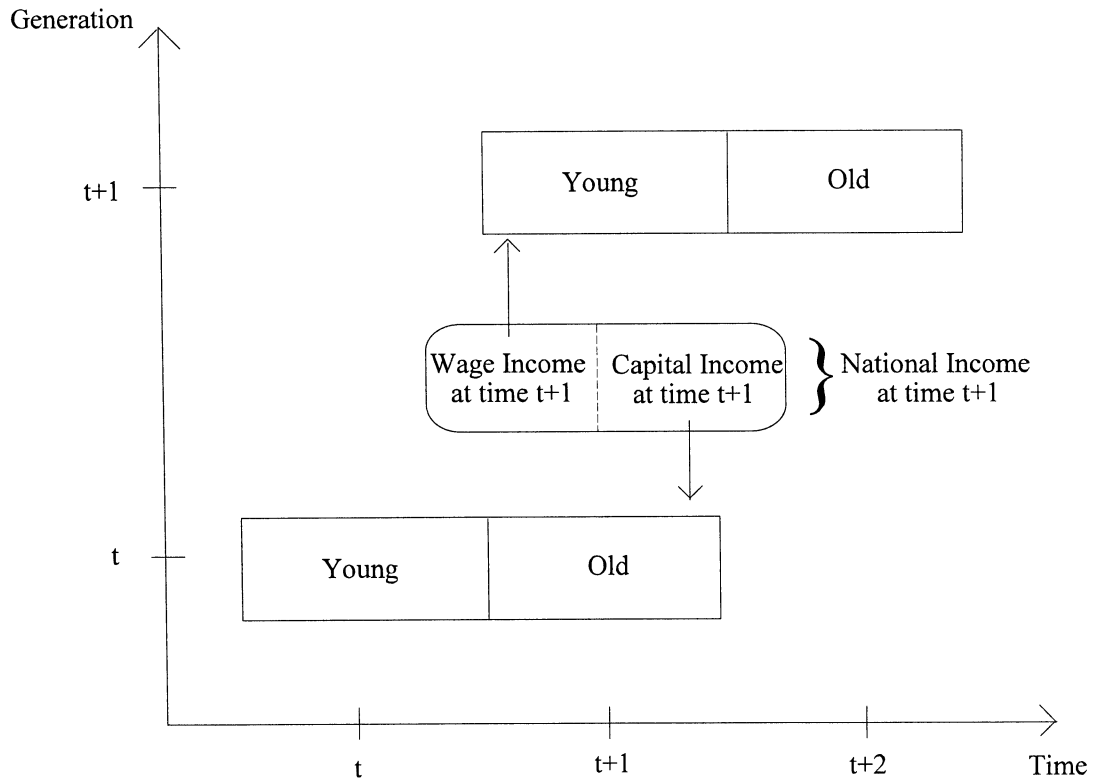 Generation
t+1
Young
Old
Wage Income
at time t+1
Capital Income
at time t+1
}
National Income
at time t+1
t
Young
Old
t
t+1
t+2
Time